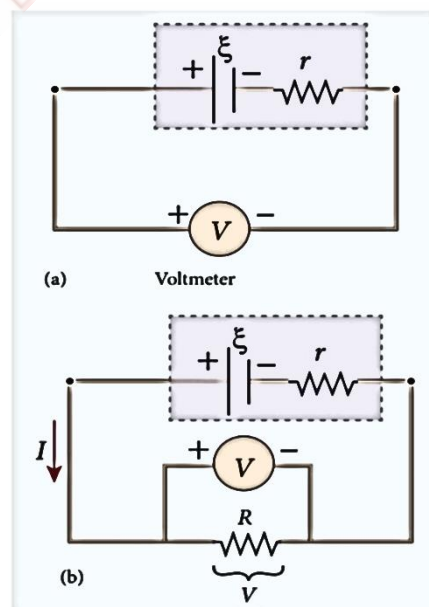 ξ
+ − r
+ V −
(a) Voltmeter
ξ
+ − r
I
+ V −
R
V
(b)